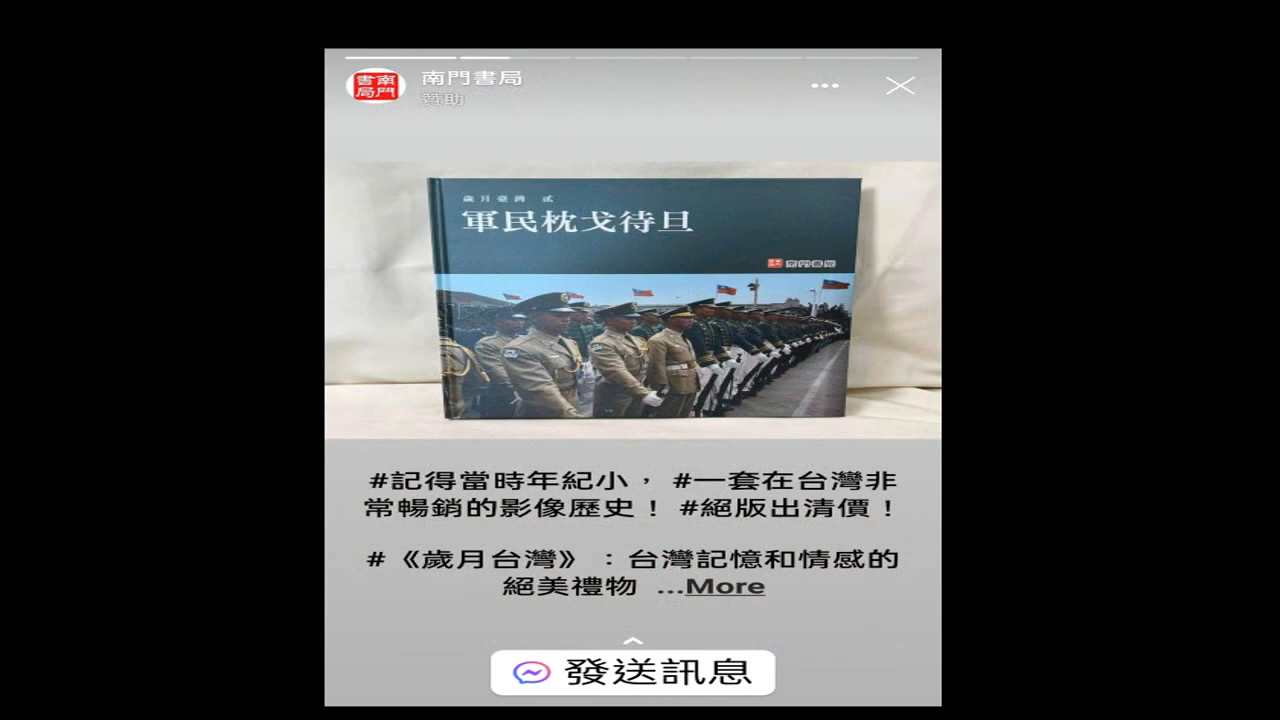 南門書局
贊助
歲月臺灣 貳
軍民枕戈待旦
南門書局
#記得當時年紀小， #一套在台灣非
常暢銷的影像歷史！ #絕版出清價！
#《歲月台灣》：台灣記憶和情感的
絕美禮物 ...More
發送訊息